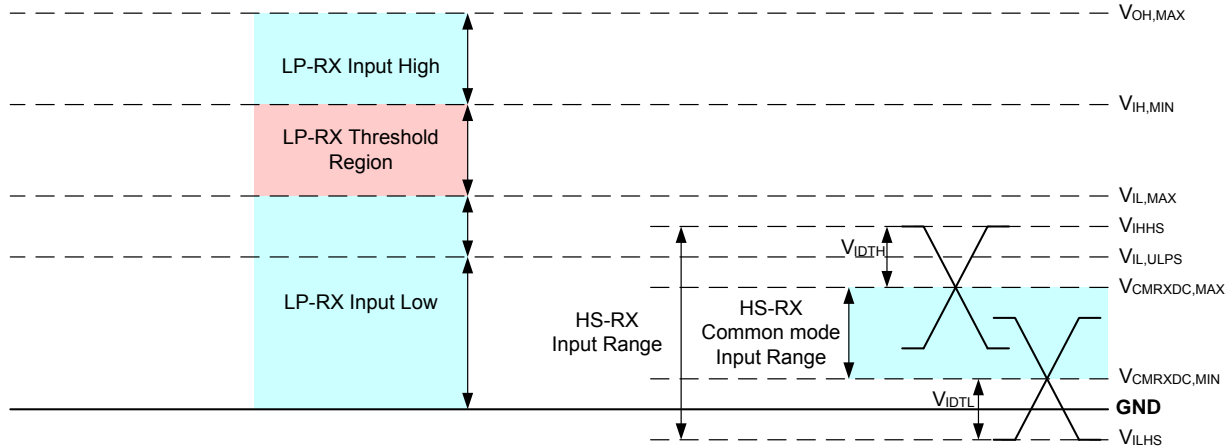 VOH,MAX
LP-RX Input High
VIH,MIN
LP-RX Threshold
Region
VIL,MAX
VIHHS
VIDTH
VIL,ULPS
LP-RX Input Low
VCMRXDC,MAX
HS-RX
Input Range
HS-RX
Common mode
Input Range
VCMRXDC,MIN
VIDTL
GND
VILHS